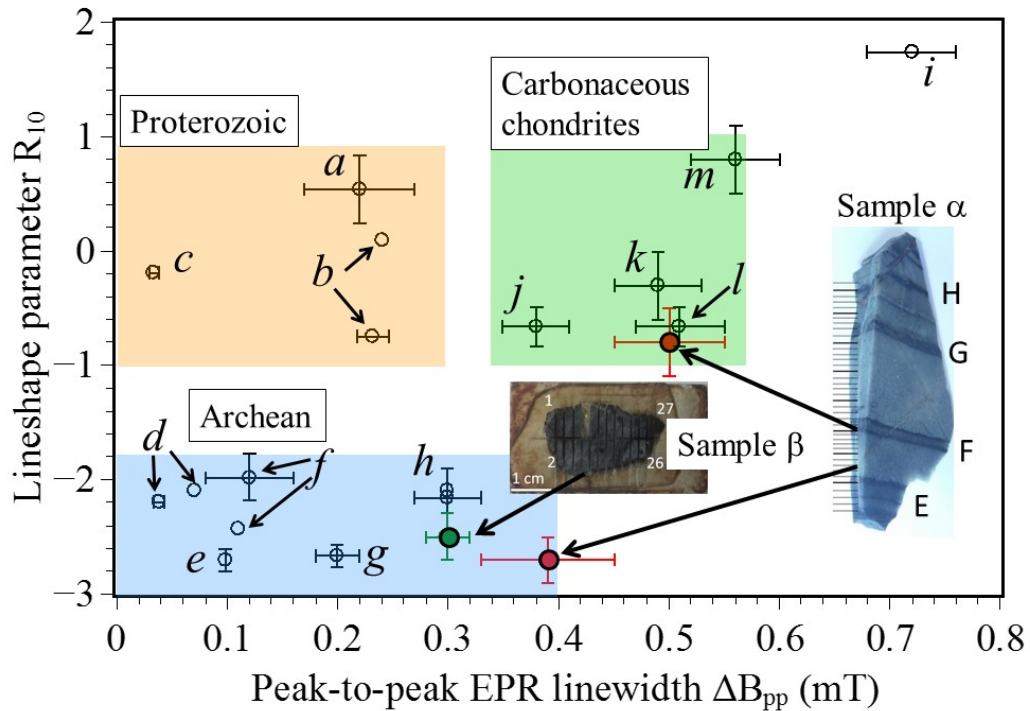 2
1
0
−1
−2
−3
Lineshape parameter R10
0
0.1
0.2
0.3
0.4
0.5
0.6
0.7
0.8
Peak-to-peak EPR linewidth ΔBpp (mT)
Proterozoic
a
b
c
Carbonaceous
chondrites
i
m
k
j
l
Sample α
H
G
F
E
Archean
d
f
e
g
h
Sample β
1
27
2
26
1 cm